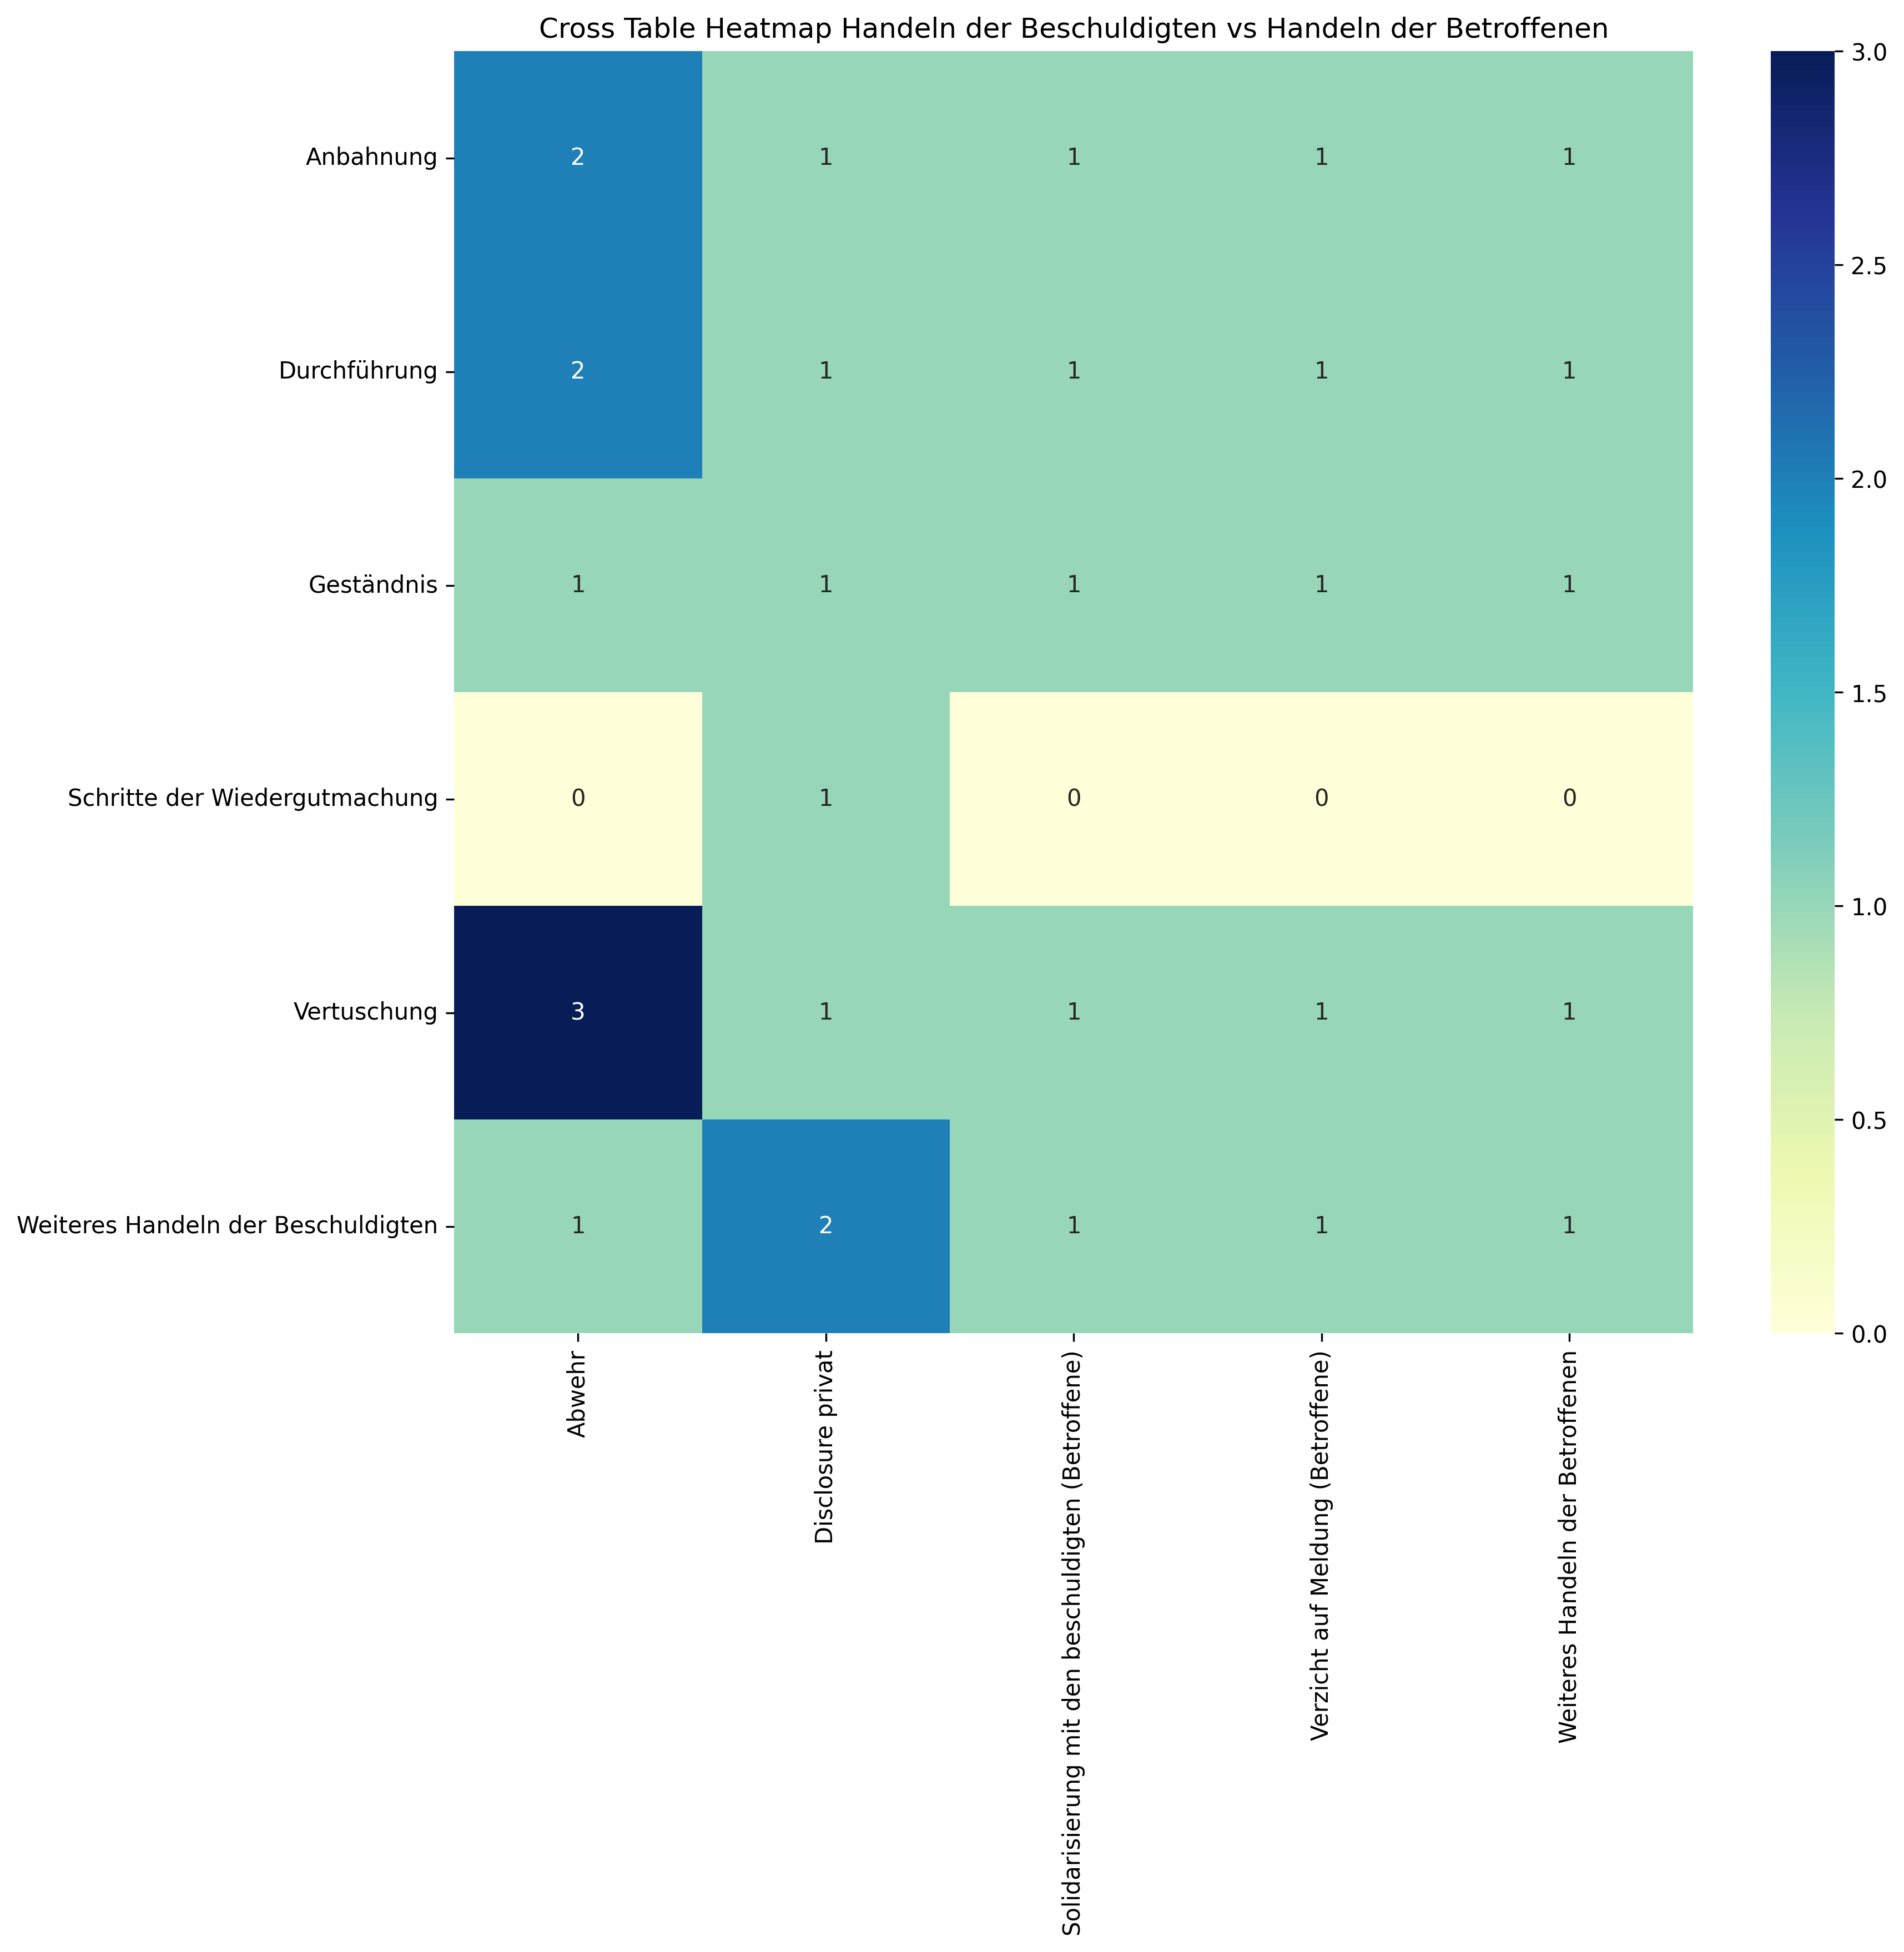 Cross Table Heatmap Handeln der Beschuldigten vs Handeln der Betroffenen
Anbahnung 2 1 1 1 1
Durchführung 2 1 1 1 1
Geständnis 1 1 1 1 1
Schritte der Wiedergutmachung 0 1 0 0 0
Vertuschung 3 1 1 1 1
Weiteres Handeln der Beschuldigten 1 2 1 1 1
Abwehr
Disclosure privat
Solidarisierung mit den beschuldigten (Betroffene)
Verzicht auf Meldung (Betroffene)
Weiteres Handeln der Betroffenen
3.0
2.5
2.0
1.5
1.0
0.5
0.0